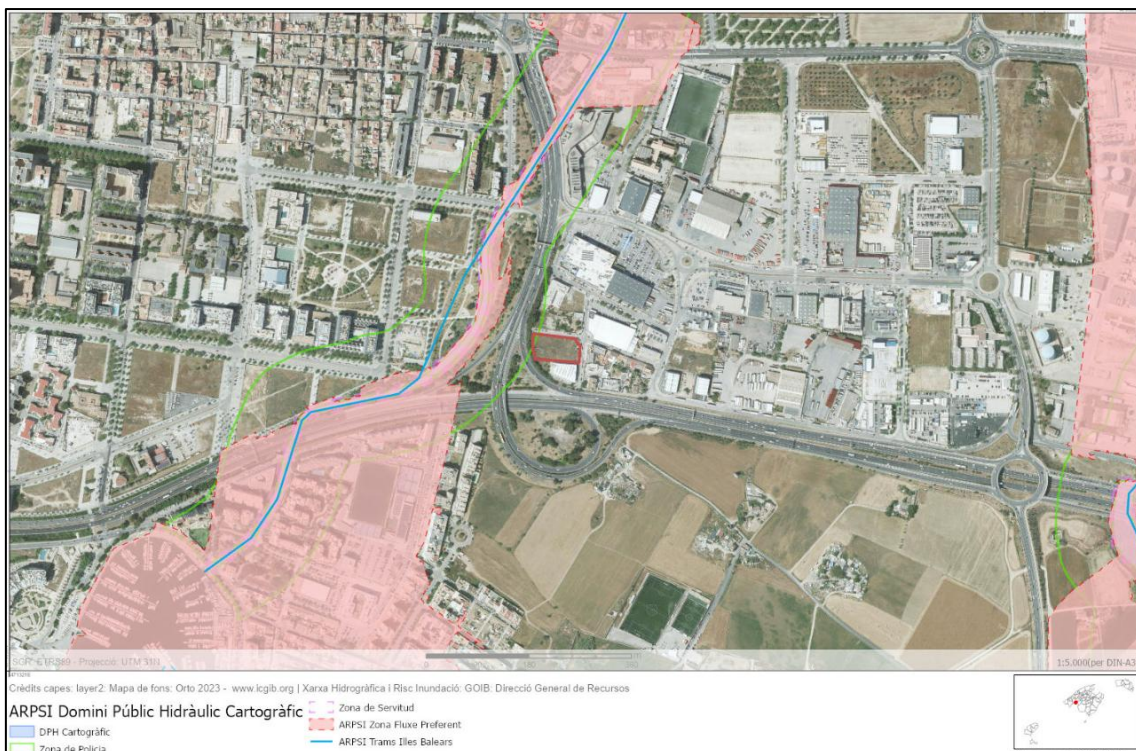 SGR: ETRS89 - Projecció: UTM 31N
1:5.000(per DIN-A3
Crèdits capes: layer2: Mapa de fons: Orto 2023 - www.icgib.org | Xarxa Hidrogràfica i Risc Inundació: GOIB: Direcció General de Recursos
ARPSI Domini Públic Hidràulic Cartogràfic
DPH Cartogràfic
Zona de Policia
Zona de Servitud
ARPSI Zona Fluxe Preferent
ARPSI Trams Illes Balears